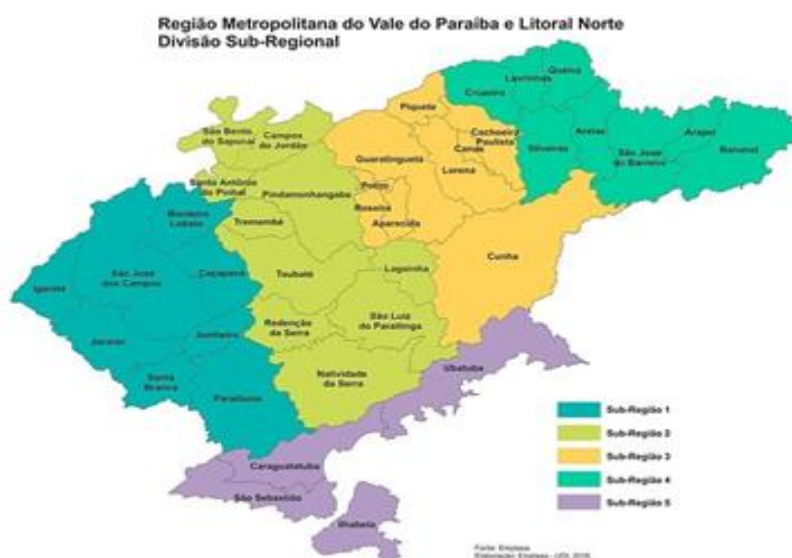 Região Metropolitana do Vale do Paraíba e Litoral Norte
Divisão Sub-Regional
Queluz
Lavrinhas
Cruzeiro
Piquete
São Bento
do Sapucaí
Campos
do Jordão
Cachoeira
Paulista
Canas
Areias
Arapeí
Silveiras
São José
do Barreiro
Bananal
Guaratinguetá
Lorena
Santo Antônio
do Pinhal
Pindamonhangaba
Potim
Roseira
Aparecida
Monteiro
Lobato
Tremembé
Cunha
Lagoinha
Igaratá
São José
dos Campos
Caçapava
Taubaté
São Luiz
do Paraitinga
Redenção
da Serra
Jacareí
Jambeiro
Ubatuba
Natividade
da Serra
Santa
Branca
Paraibuna
Sub-Região 1
Sub-Região 2
Sub-Região 3
Sub-Região 4
Sub-Região 5
Caraguatatuba
São Sebastião
Ilhabela
Fonte: Emplasa